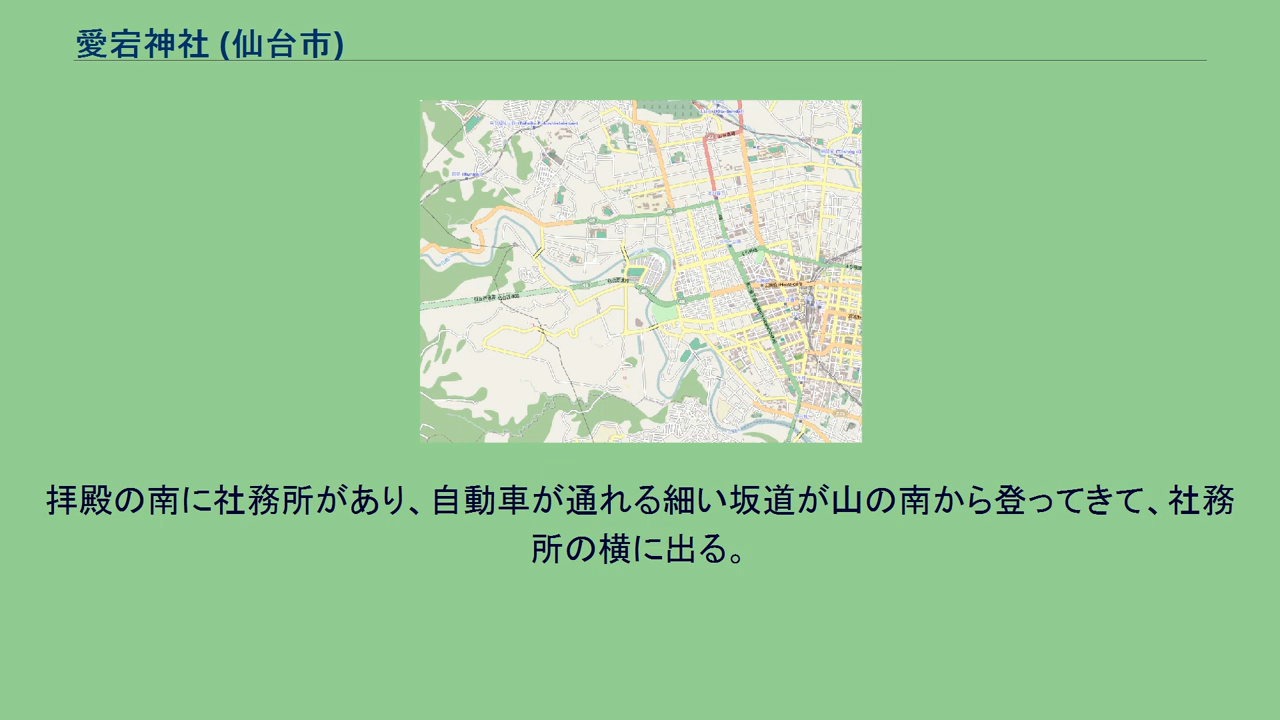 愛宕神社 (仙台市)
拝殿の南に社務所があり、自動車が通れる細い坂道が山の南から登ってきて、社務
所の横に出る。